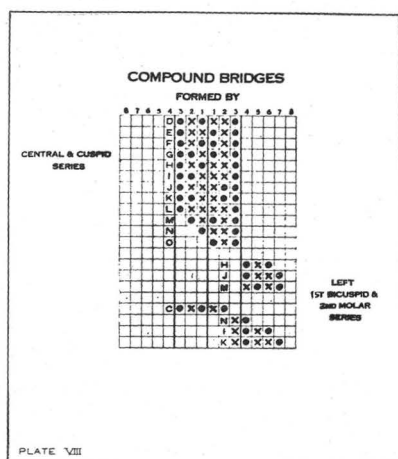 COMPOUND BRIDGES
FORMED BY
8 7 6 5 4 3 2 1 1 2 3 4 5 6 7 8
CENTRAL & CUSPID
SERIES
D
E
F
G
H
I
J
K
L
M
N
O
H
J
M
LEFT
1ST BICUSPID &
2ND MOLAR
SERIES
C
N
I
K
PLATE VIII